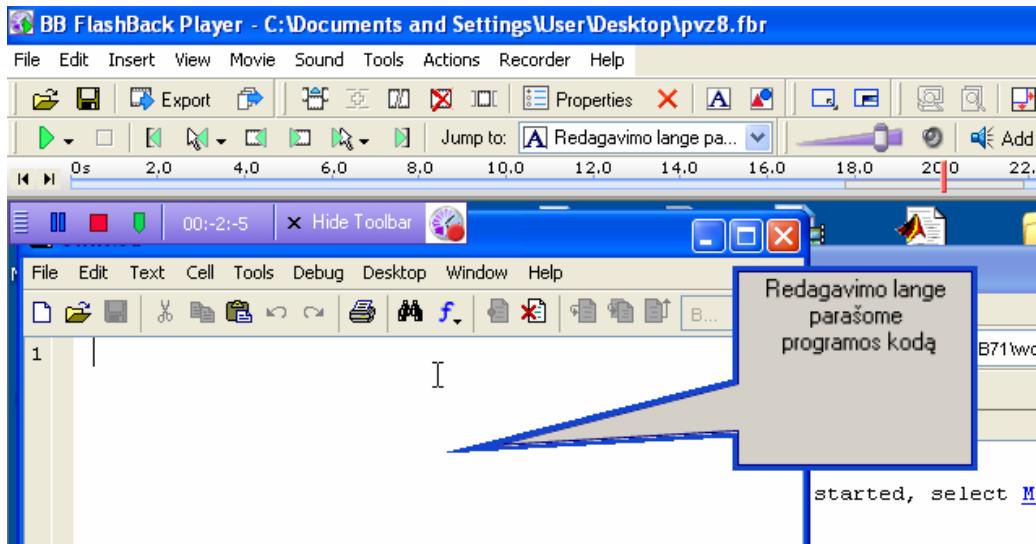 BB FlashBack Player - C:\Documents and Settings\User\Desktop\pvz8.fbr
File Edit Insert View Movie Sound Tools Actions Recorder Help
Export Properties A
Jump to: A Redagavimo lange pa... Add
0s 2,0 4,0 6,0 8,0 10,0 12,0 14,0 16,0 18,0 20,0 22,
00:-2:-5 X Hide Toolbar
File Edit Text Cell Tools Debug Desktop Window Help
B...
1
Redagavimo lange
parašome
programos kodą
B71\wo
started, select M